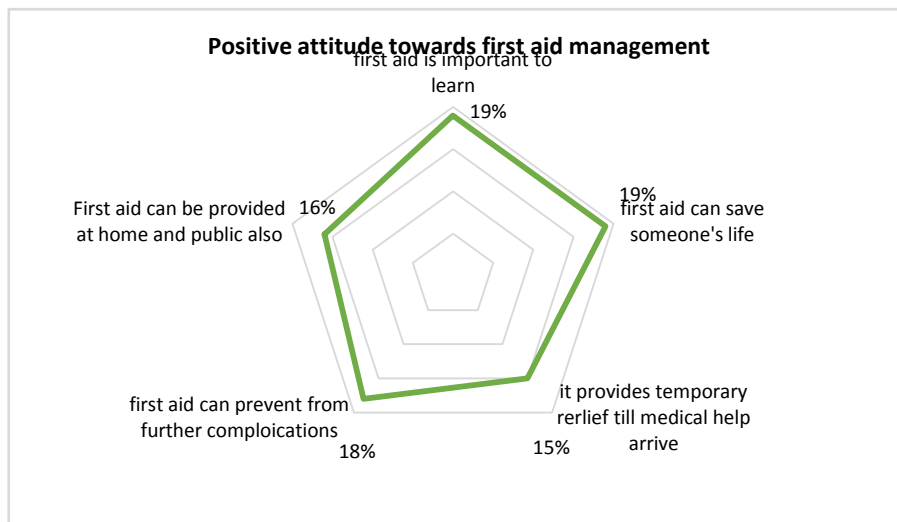 Positive attitude towards first aid management
first aid is important to
learn
19%
19%
first aid can save
someone's life
it provides temporary
rerlief till medical help
arrive
15%
first aid can prevent from
further comploications
18%
First aid can be provided
at home and public also
16%